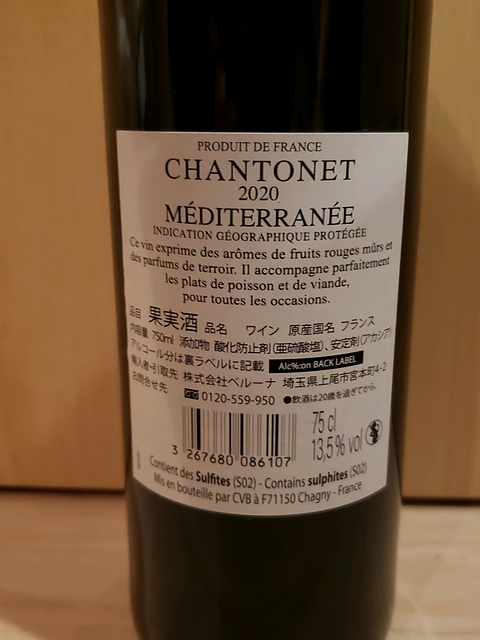 PRODUIT DE FRANCE
CHANTONET
2020
MÉDITERRANÉE
INDICATION GÉOGRAPHIQUE PROTÉGÉE
Ce vin exprime des arômes de fruits rouges mûrs et
des parfums de terroir. Il accompagne parfaitement
les plats de poisson et de viande,
pour toutes les occasions.
品目 果実酒 品名 ワイン 原産国名 フランス
内容量 750ml 添加物 酸化防止剤(亜硫酸塩)、安定剤(アカシア)
アルコール分は裏ラベルに記載 Alc%:on BACK LABEL
輸入者・引取先 株式会社ベルーナ 埼玉県上尾市宮本町4-2
お問合せ先 0120-559-950 ●飲酒は20歳を過ぎてから。
75 cl
13,5 % vol
3 267680 086107
Contient des Sulfites (S02) - Contains sulphites (S02)
Mis en bouteille par CVB à F71150 Chagny - France